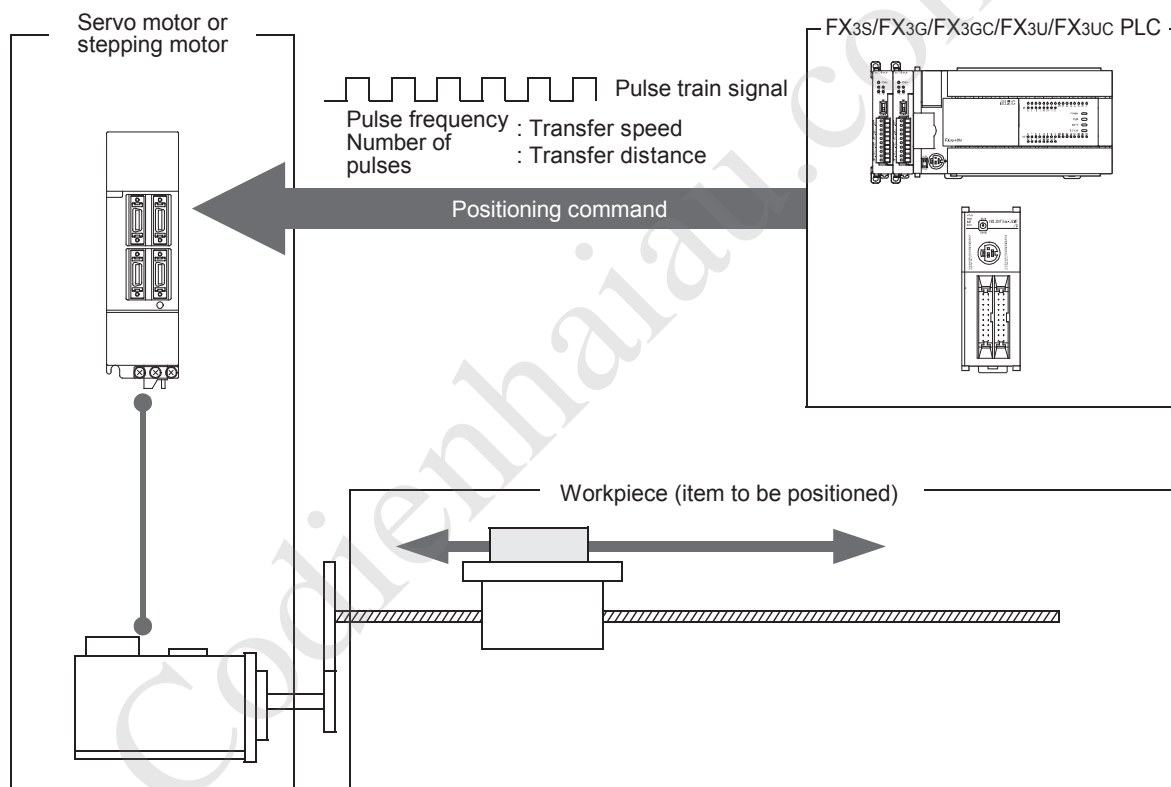 Servo motor or
stepping motor
FX3S/FX3G/FX3GC/FX3U/FX3UC PLC
Pulse train signal
Pulse frequency : Transfer speed
Number of
pulses : Transfer distance
Positioning command
Workpiece (item to be positioned)
Codienhaiau.com